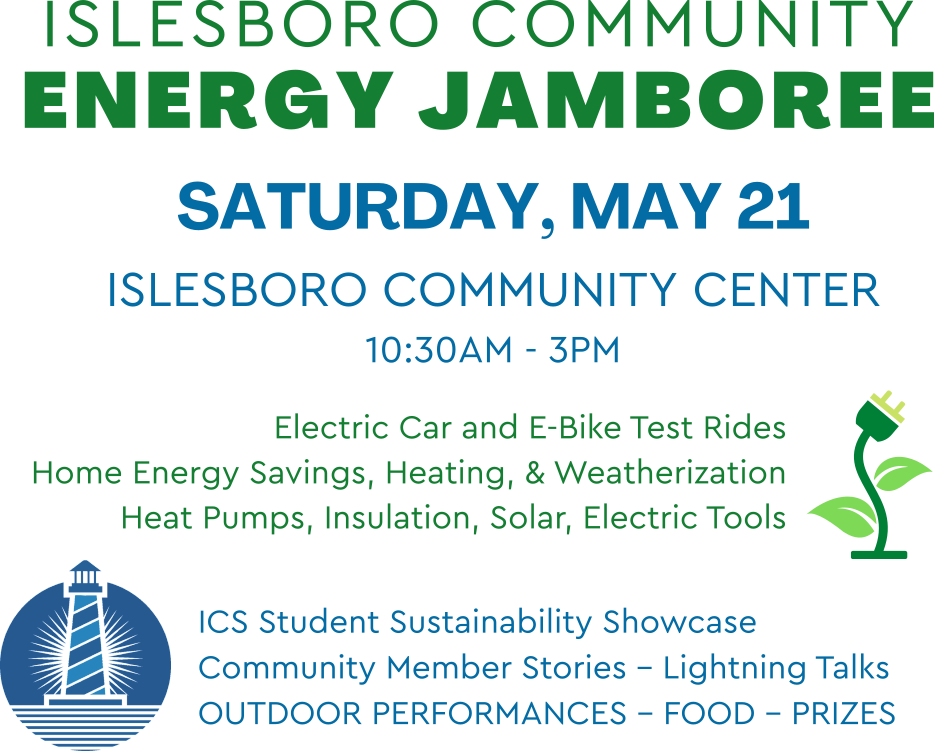 ISLESBORO COMMUNITY
ENERGY JAMBOREE
SATURDAY, MAY 21
ISLESBORO COMMUNITY CENTER
10:30AM - 3PM
Electric Car and E-Bike Test Rides
Home Energy Savings, Heating, & Weatherization
Heat Pumps, Insulation, Solar, Electric Tools
ICS Student Sustainability Showcase
Community Member Stories – Lightning Talks
OUTDOOR PERFORMANCES – FOOD – PRIZES